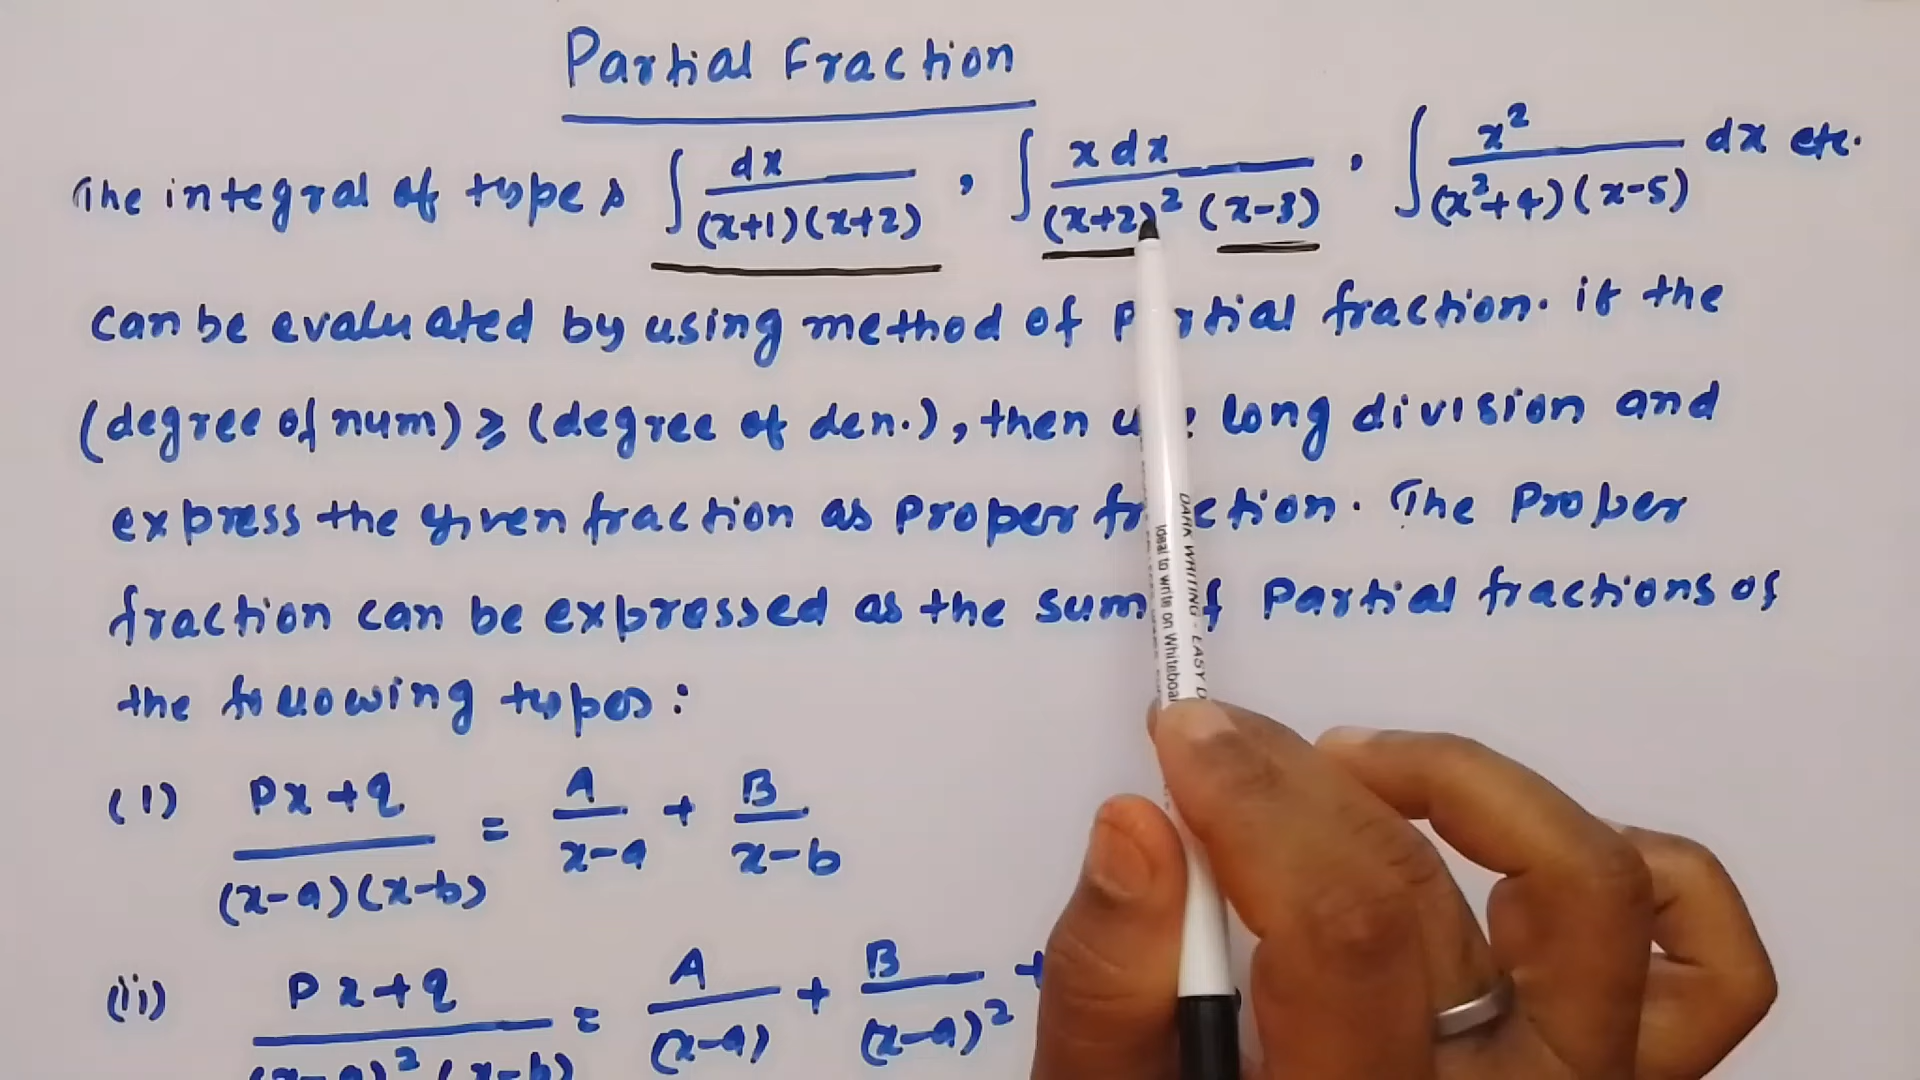 Partial Fraction
The integral of types ∫ dx/((x+1)(x+2)) , ∫ x dx/((x+2)²(x-3)) , ∫ x²/((x²+4)(x-5)) dx etc.
can be evaluated by using method of Partial fraction. if the
(degree of num) ≥ (degree of den.), then use long division and
express the given fraction as proper fraction. The Proper
fraction can be expressed as the sum of Partial fractions of
the following types:
(i) Px+q/((x-a)(x-b)) = A/(x-a) + B/(x-b)
(ii) Px+q/((x-a)²(x-b)) = A/(x-a) + B/(x-a)² +
DARK WRITING - EASY D
Ideal to write on Whiteboa